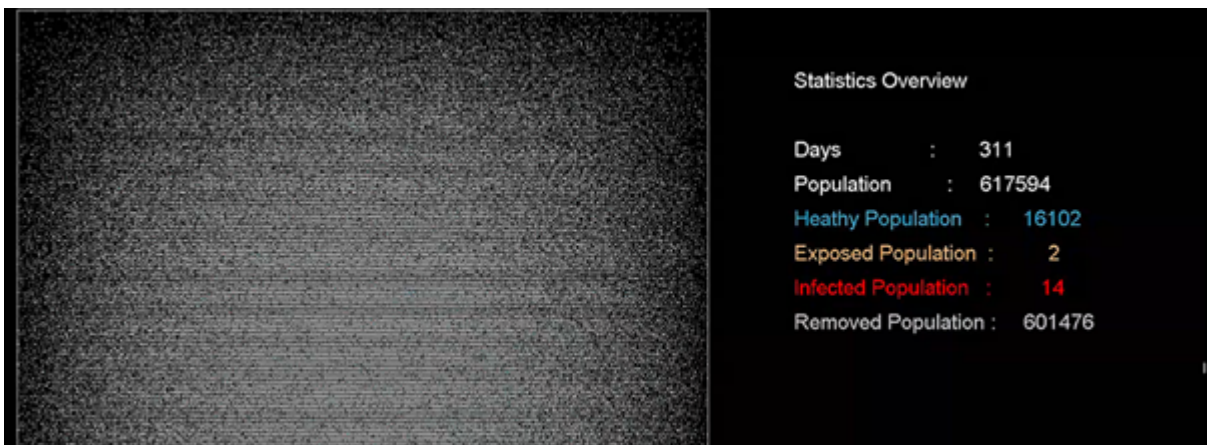 Statistics Overview
Days : 311
Population : 617594
Heathy Population : 16102
Exposed Population : 2
Infected Population : 14
Removed Population : 601476